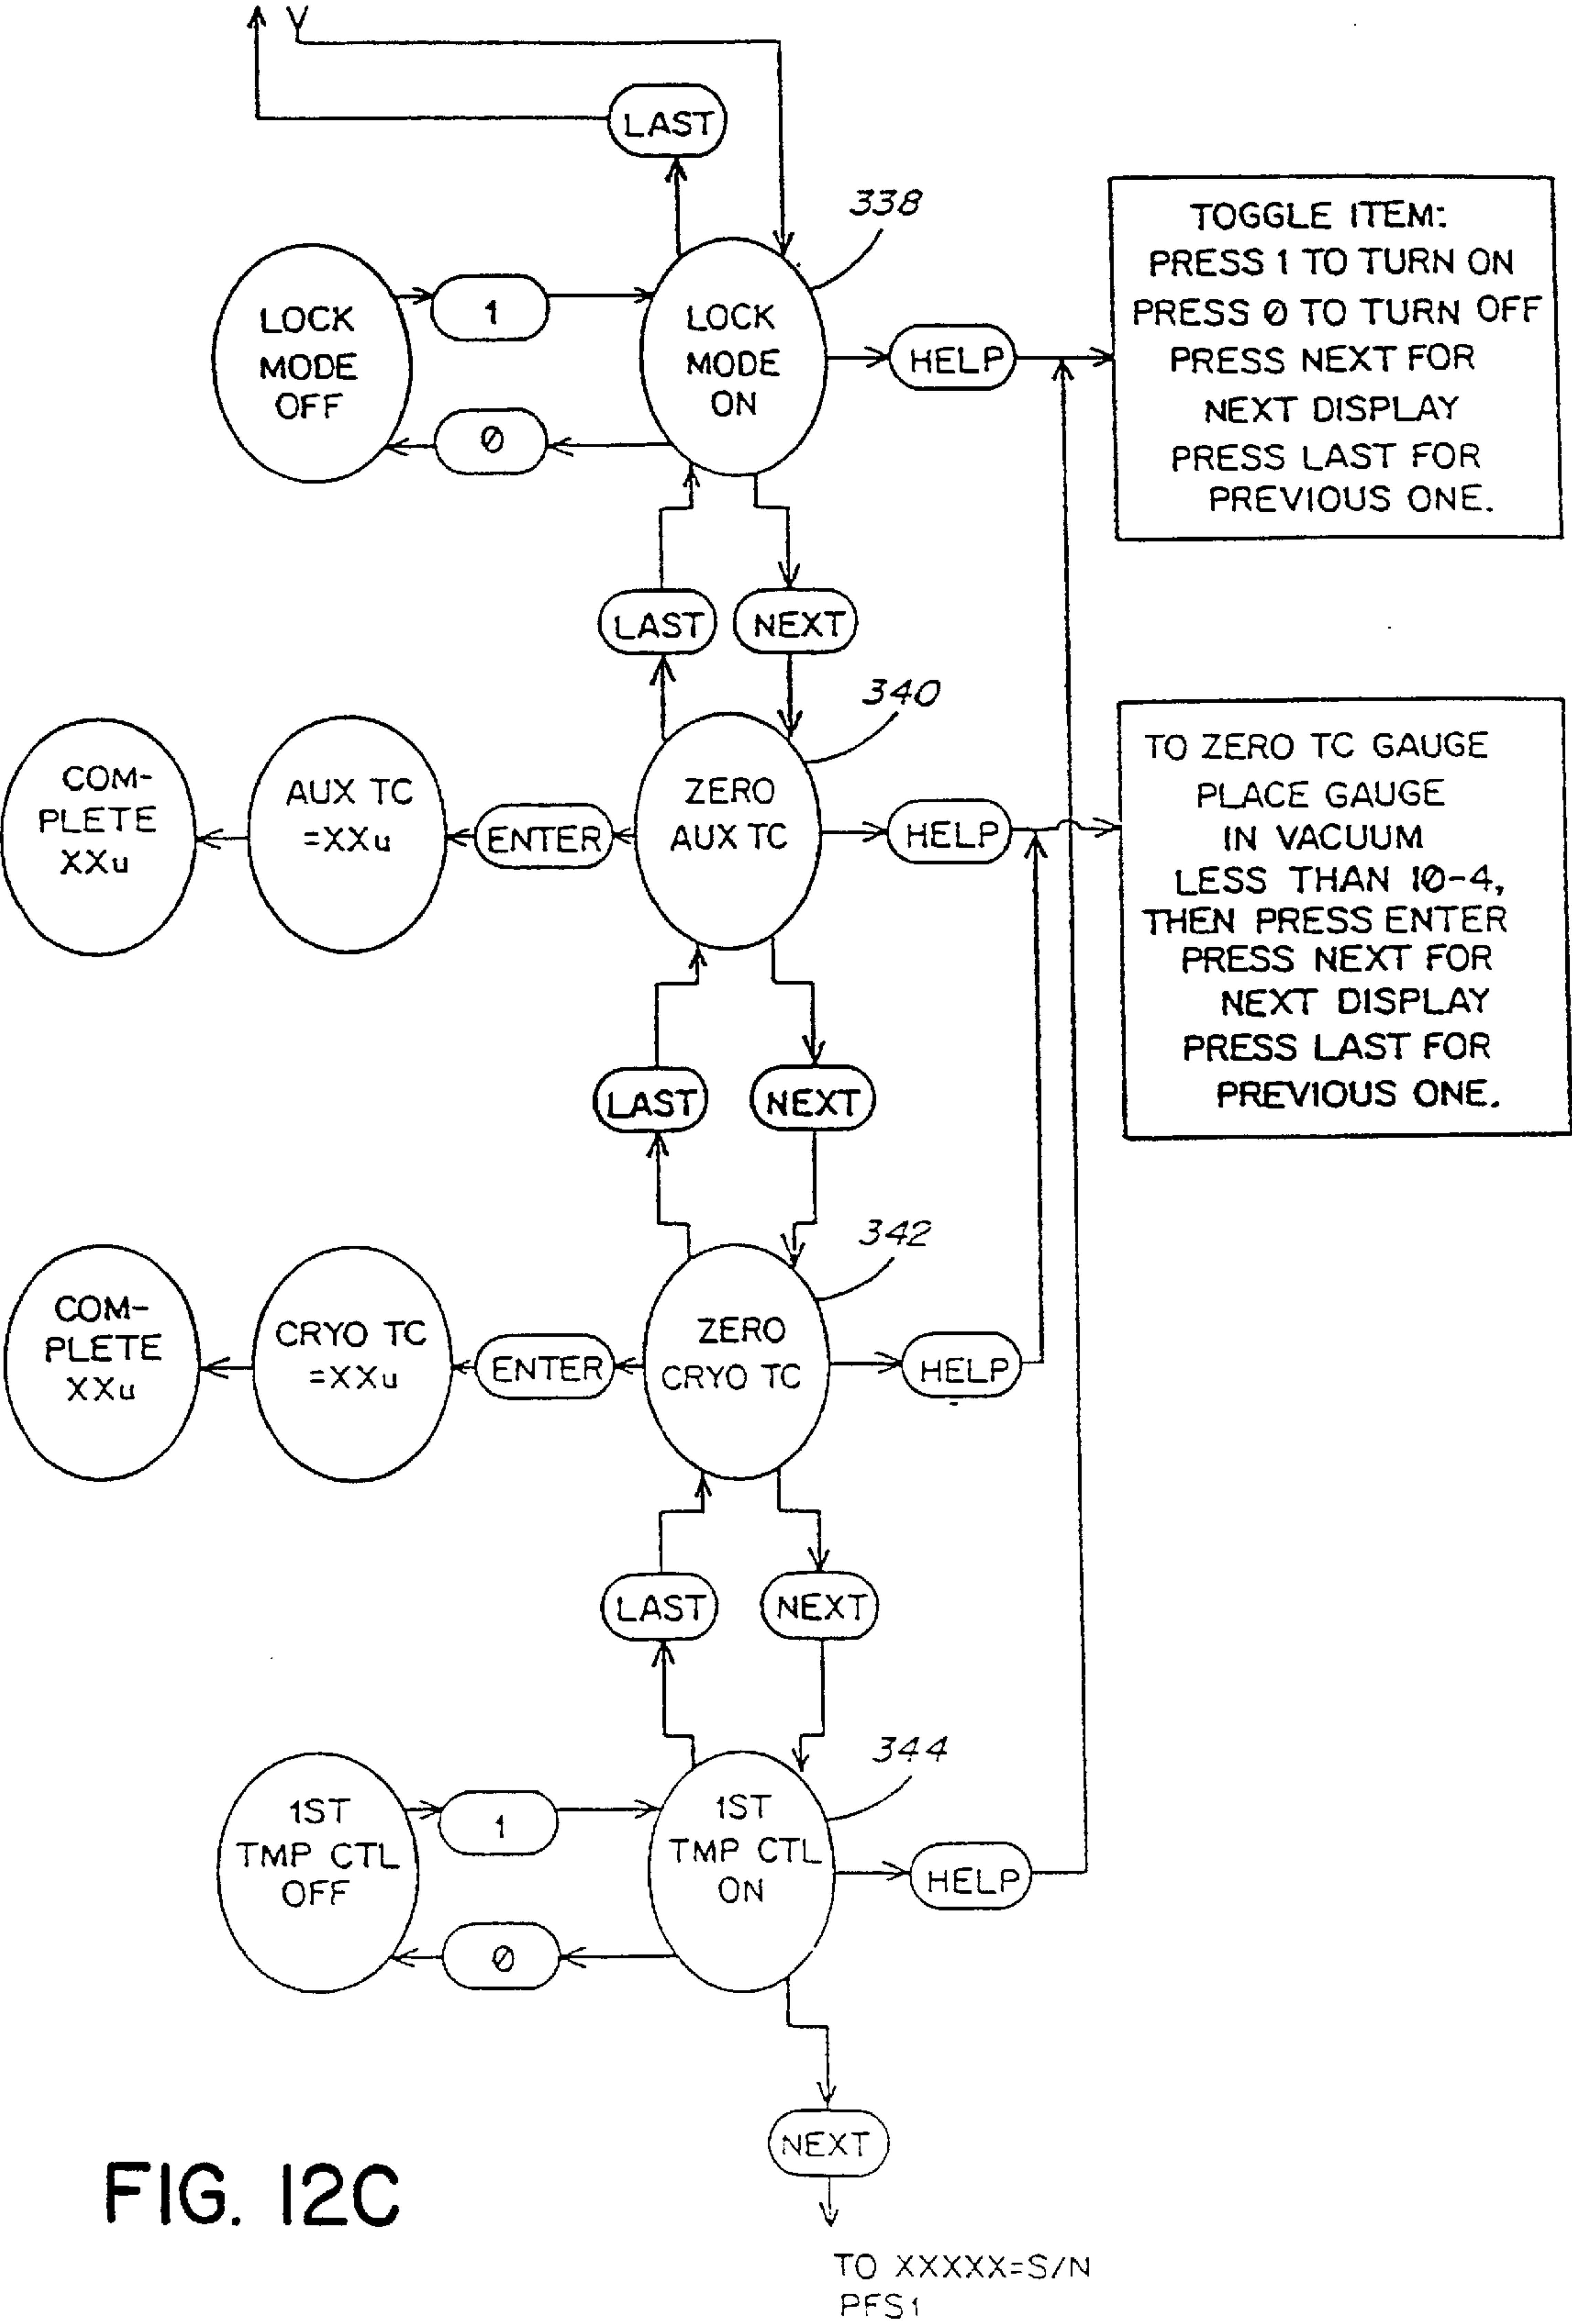 V
LAST
338
LOCK
MODE
OFF
1
0
LOCK
MODE
ON
HELP
TOGGLE ITEM:
PRESS 1 TO TURN ON
PRESS 0 TO TURN OFF
PRESS NEXT FOR
NEXT DISPLAY
PRESS LAST FOR
PREVIOUS ONE.
LAST
NEXT
340
COM-
PLETE
XXu
AUX TC
=XXu
ENTER
ZERO
AUX TC
HELP
TO ZERO TC GAUGE
PLACE GAUGE
IN VACUUM
LESS THAN 10-4,
THEN PRESS ENTER
PRESS NEXT FOR
NEXT DISPLAY
PRESS LAST FOR
PREVIOUS ONE.
LAST
NEXT
342
COM-
PLETE
XXu
CRYO TC
=XXu
ENTER
ZERO
CRYO TC
HELP
LAST
NEXT
344
1ST
TMP CTL
OFF
1
0
1ST
TMP CTL
ON
HELP
NEXT
FIG. 12C
TO XXXXX=S/N
PFS1